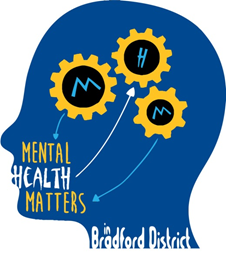 M
H
M
MENTAL
HEALTH
MATTERS
in
Bradford District